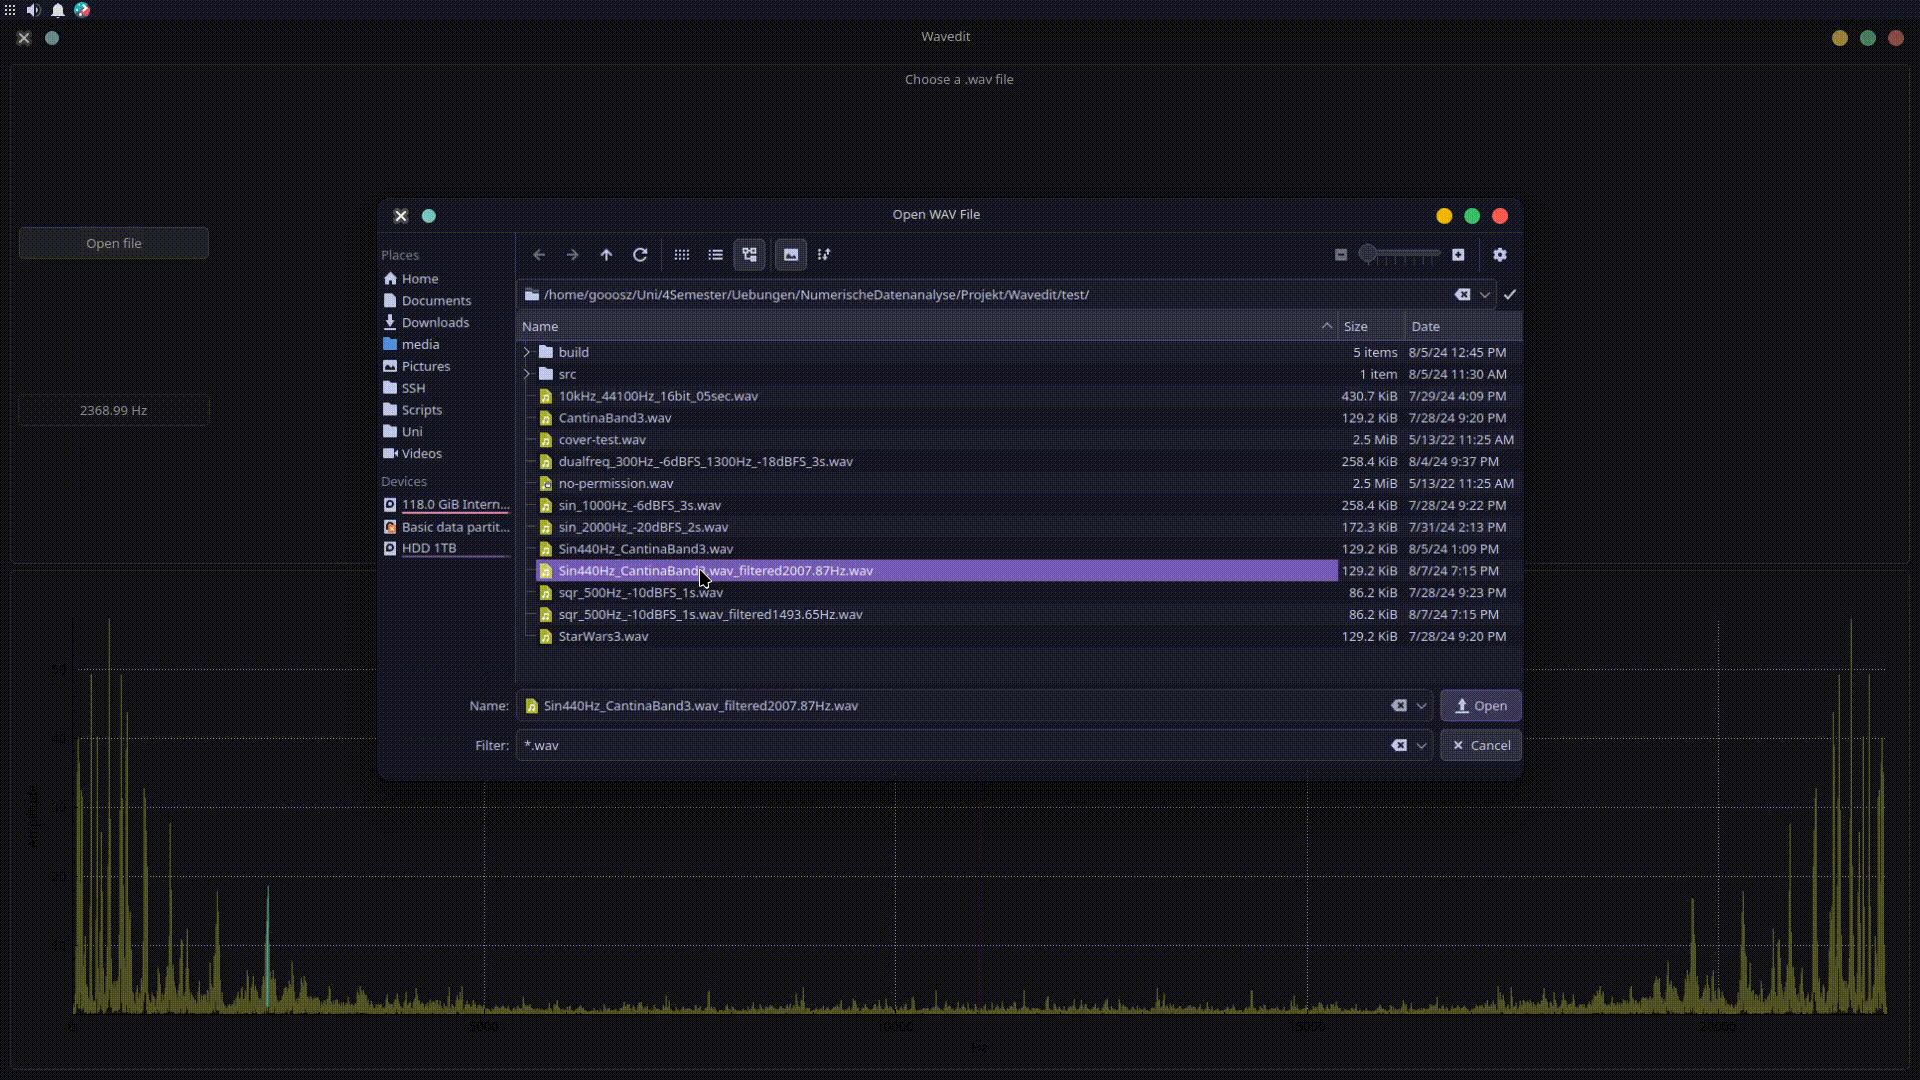 Wavedit
Choose a .wav file
Open WAV File
Open file
2368.99 Hz
Places
Home
Documents
Downloads
media
Pictures
SSH
Scripts
Uni
Videos
Devices
118.0 GiB Intern...
Basic data partit...
HDD 1TB
/home/gooosz/Uni/4Semester/Uebungen/NumerischeDatenanalyse/Projekt/Wavedit/test/
Name Size Date
build 5 items 8/5/24 12:45 PM
src 1 item 8/5/24 11:30 AM
10kHz_44100Hz_16bit_05sec.wav 430.7 KiB 7/29/24 4:09 PM
CantinaBand3.wav 129.2 KiB 7/28/24 9:20 PM
cover-test.wav 2.5 MiB 5/13/22 11:25 AM
dualfreq_300Hz_-6dBFS_1300Hz_-18dBFS_3s.wav 258.4 KiB 8/4/24 9:37 PM
no-permission.wav 2.5 MiB 5/13/22 11:25 AM
sin_1000Hz_-6dBFS_3s.wav 258.4 KiB 7/28/24 9:22 PM
sin_2000Hz_-20dBFS_2s.wav 172.3 KiB 7/31/24 2:13 PM
Sin440Hz_CantinaBand3.wav 129.2 KiB 8/5/24 1:09 PM
Sin440Hz_CantinaBand3.wav_filtered2007.87Hz.wav 129.2 KiB 8/7/24 7:15 PM
sqr_500Hz_-10dBFS_1s.wav 86.2 KiB 7/28/24 9:23 PM
sqr_500Hz_-10dBFS_1s.wav_filtered1493.65Hz.wav 86.2 KiB 8/7/24 7:15 PM
StarWars3.wav 129.2 KiB 7/28/24 9:20 PM
Name: Sin440Hz_CantinaBand3.wav_filtered2007.87Hz.wav Open
Filter: *.wav Cancel
50
40
30
20
10
Amplitude
0 5000 10000 15000 20000
Hz